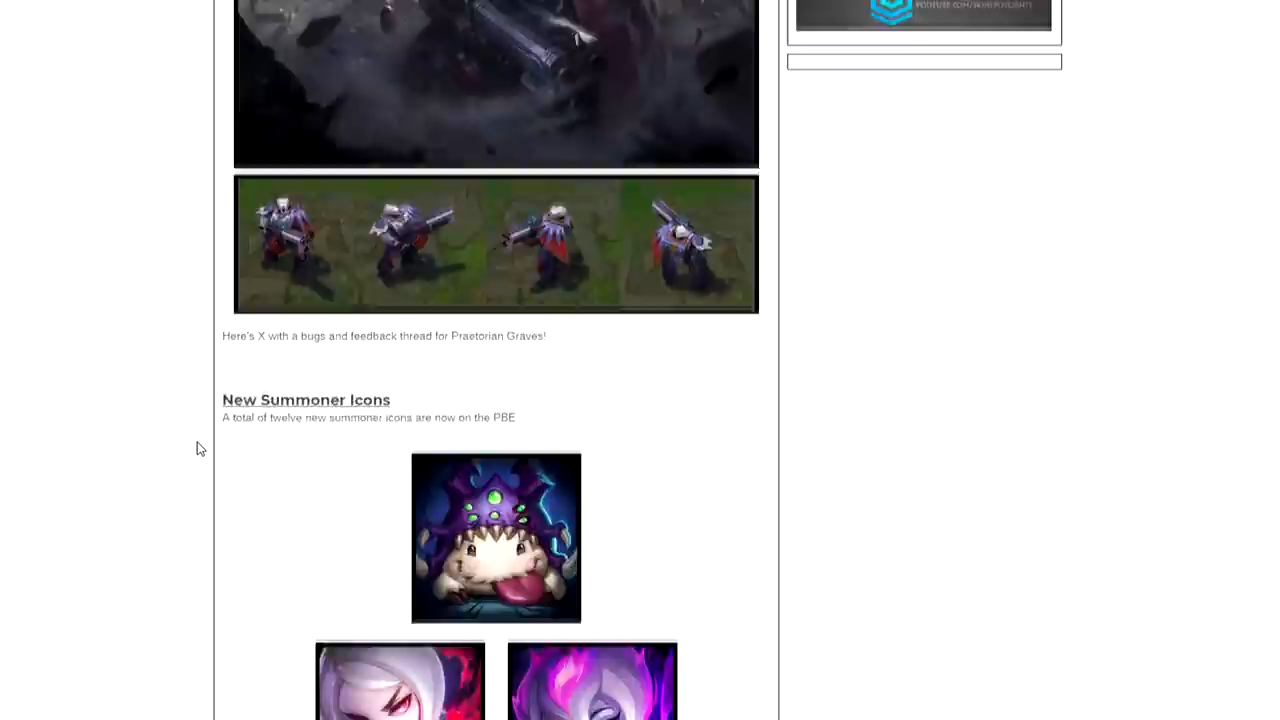 Here's X with a bugs and feedback thread for Praetorian Graves!
New Summoner Icons
A total of twelve new summoner icons are now on the PBE